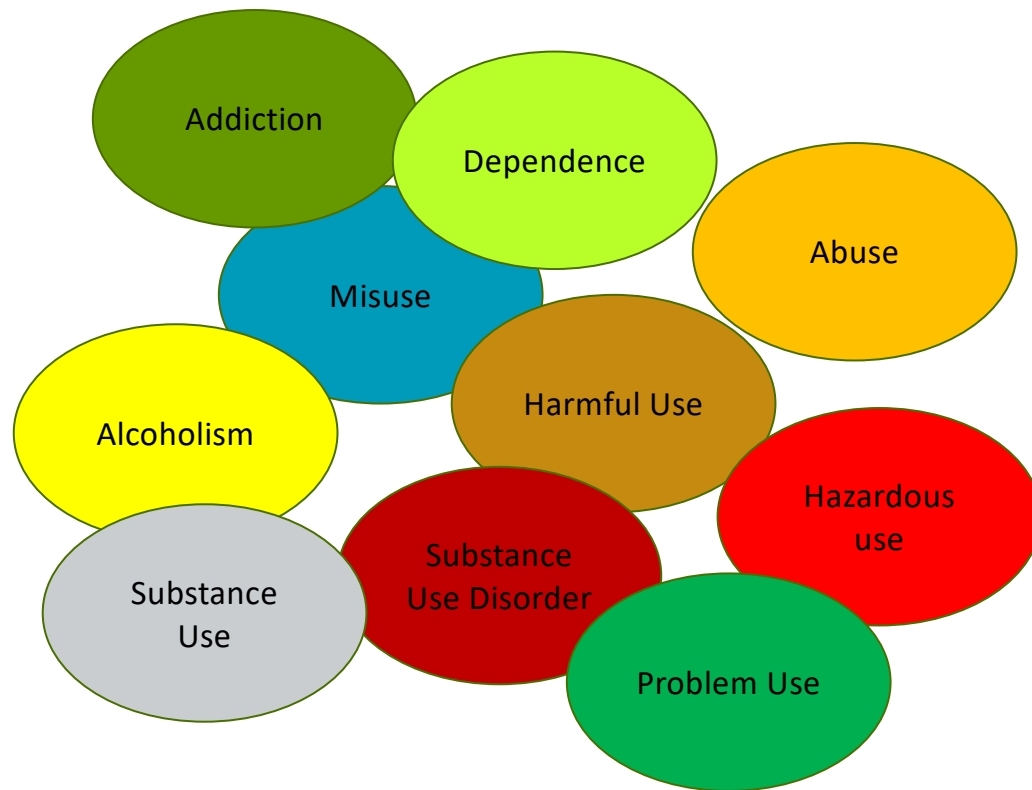 Addiction
Dependence
Abuse
Misuse
Harmful Use
Alcoholism
Hazardous
use
Substance
Use Disorder
Substance
Use
Problem Use